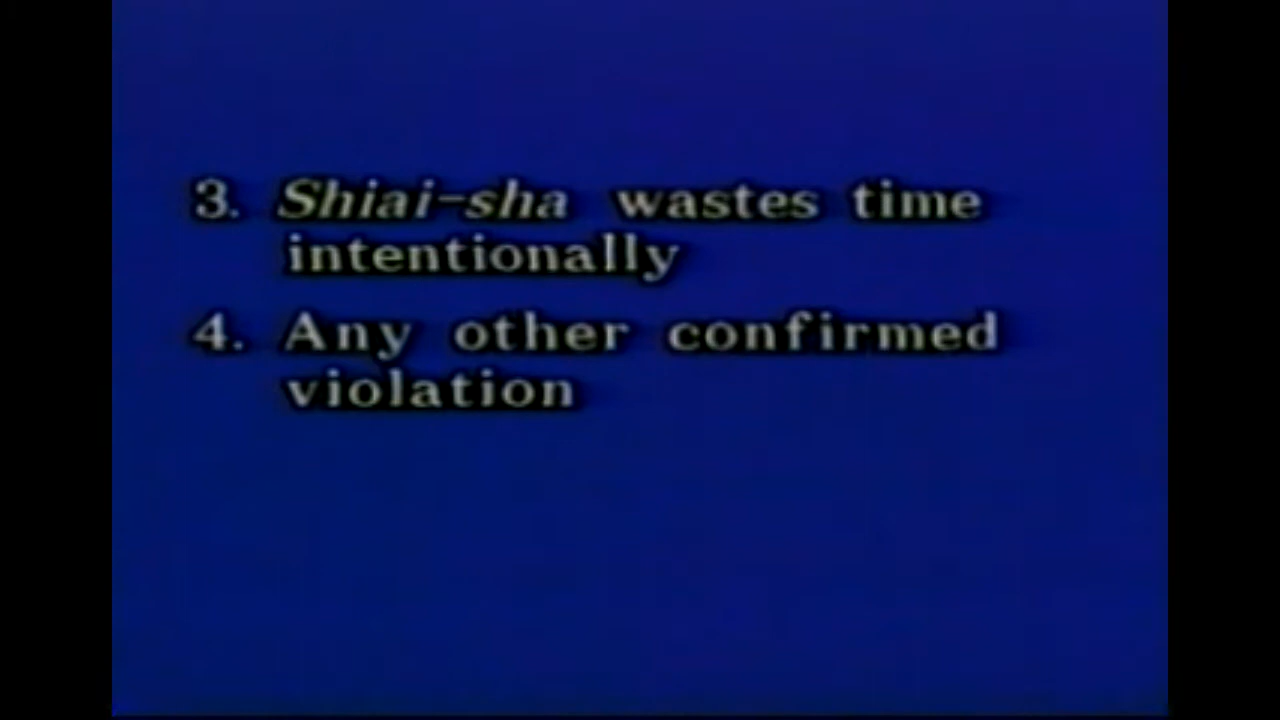 3. Shiai-sha wastes time
intentionally
4. Any other confirmed
violation